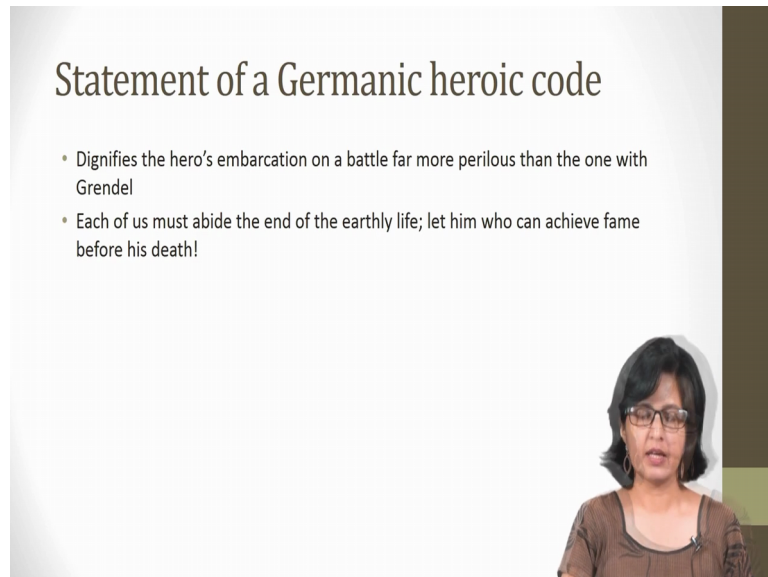 Statement of a Germanic heroic code
• Dignifies the hero’s embarcation on a battle far more perilous than the one with
Grendel
• Each of us must abide the end of the earthly life; let him who can achieve fame
before his death!